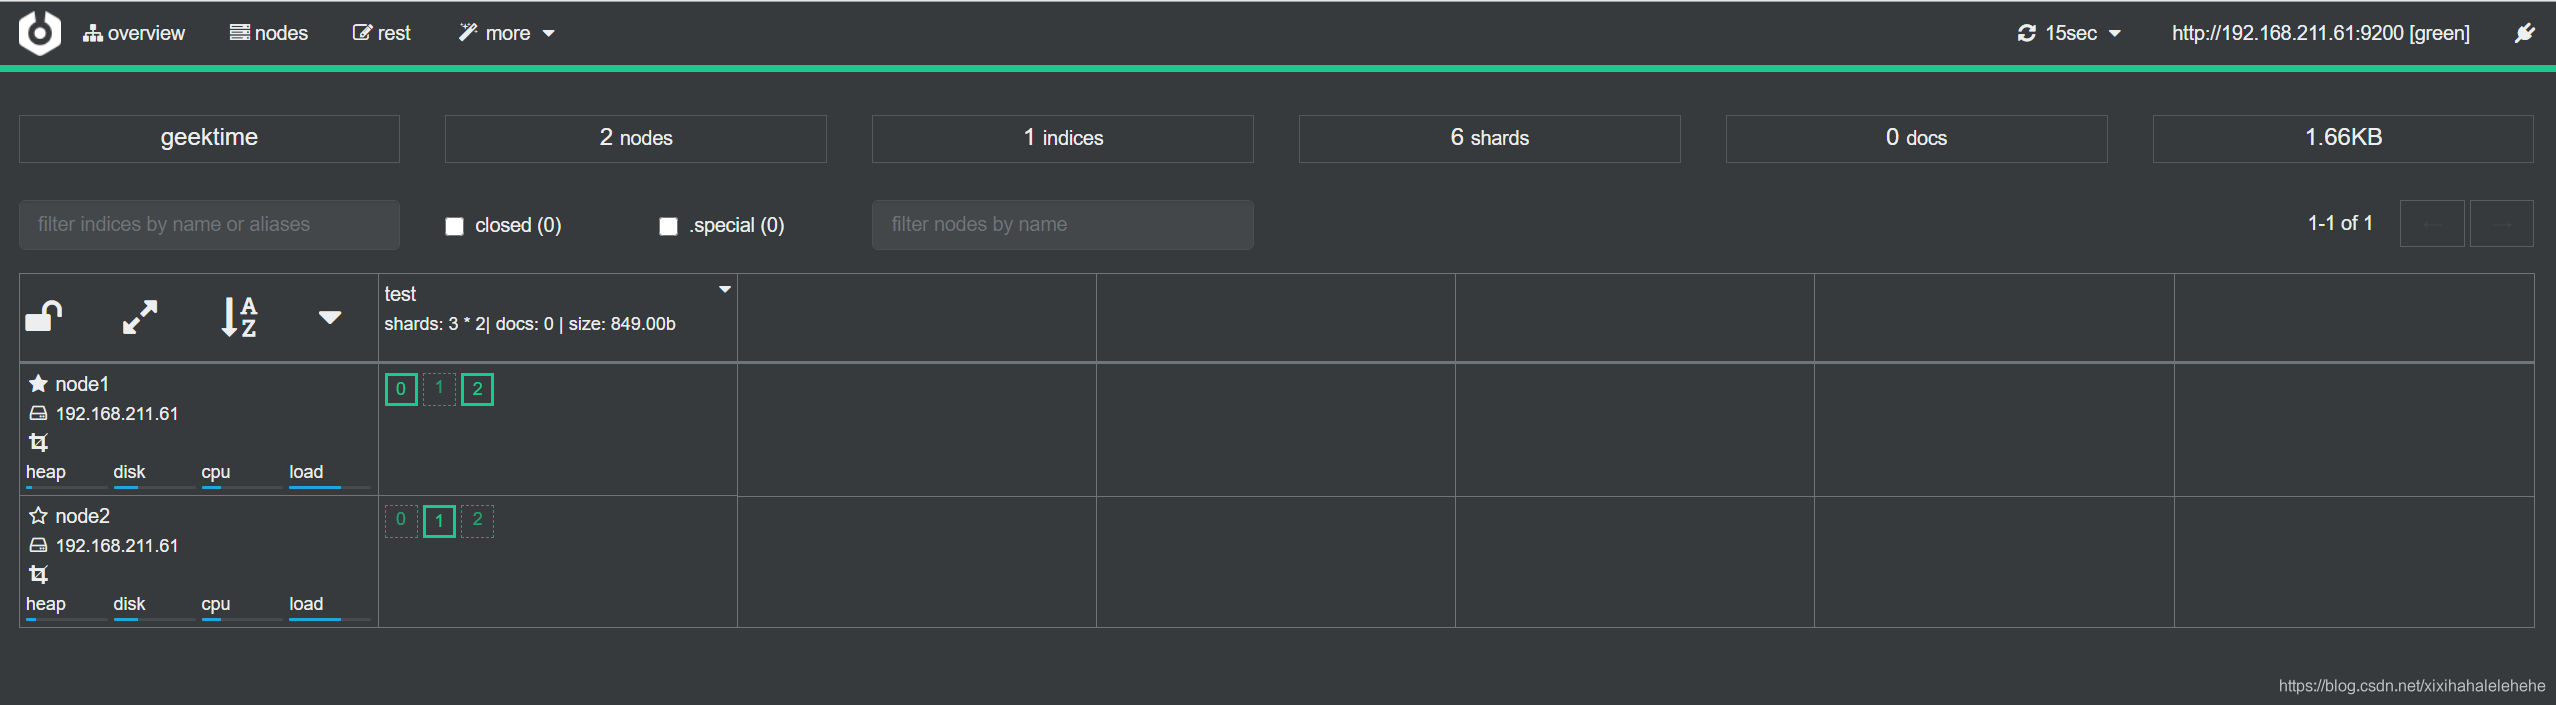 overview nodes rest more 15sec http://192.168.211.61:9200 [green]
geektime 2 nodes 1 indices 6 shards 0 docs 1.66KB
filter indices by name or aliases closed (0) .special (0) filter nodes by name 1-1 of 1
test
shards: 3 * 2| docs: 0 | size: 849.00b
node1 0 1 2
192.168.211.61
heap disk cpu load
node2 0 1 2
192.168.211.61
heap disk cpu load
https://blog.csdn.net/xixihahalelehehe